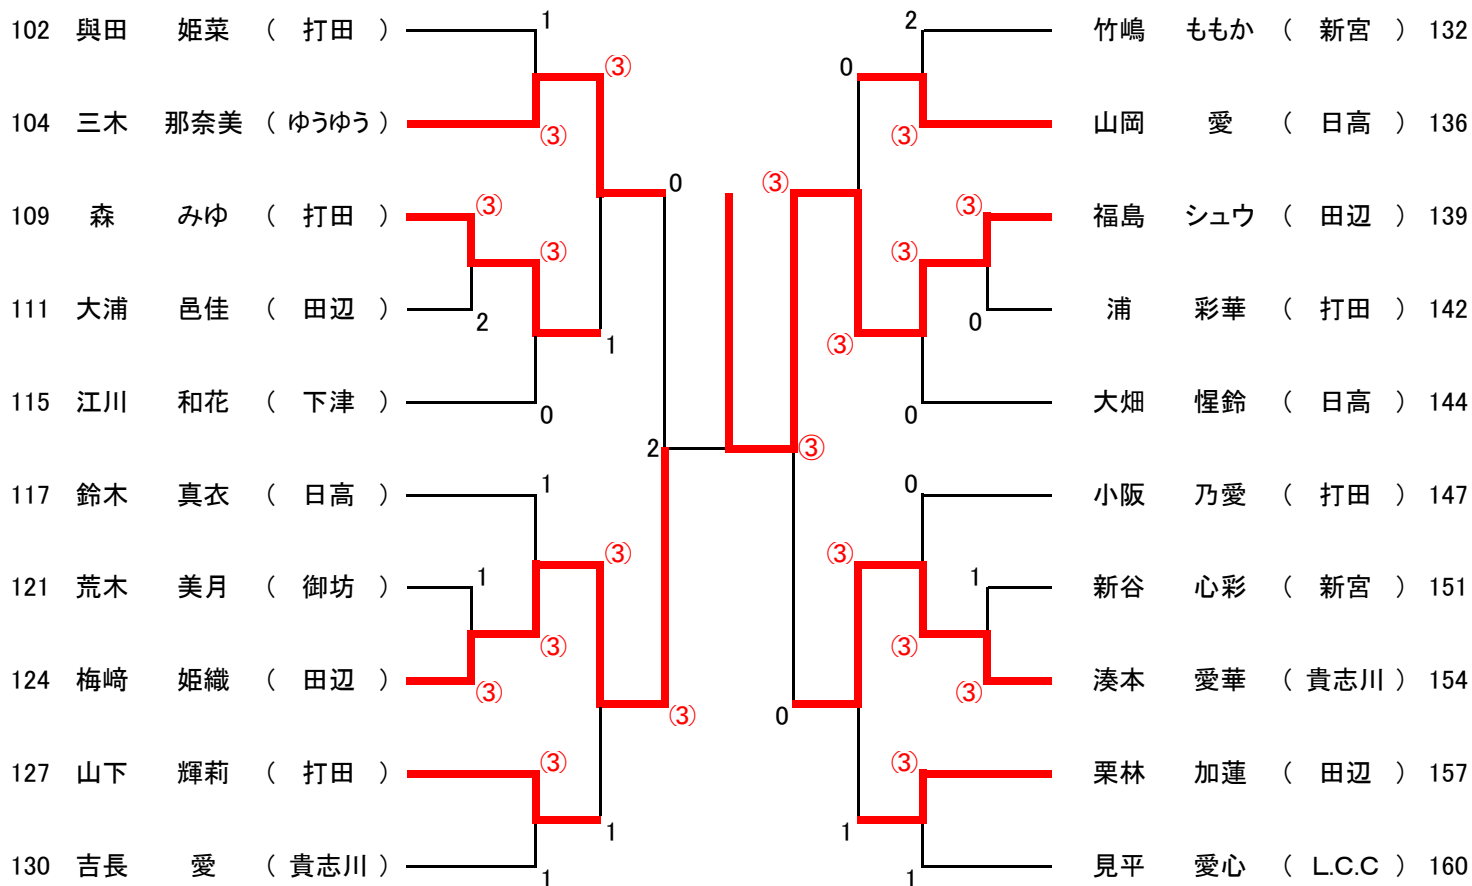 102 與田 姫菜 ( 打田 ) 1 2 竹嶋 ももか ( 新宮 ) 132
③ 0
104 三木 那奈美 ( ゆうゆう ) ③ ③ 山岡 愛 ( 日高 ) 136
0 ③
109 森 みゆ ( 打田 ) ③ ③ 福島 シュウ ( 田辺 ) 139
③ ③
111 大浦 邑佳 ( 田辺 ) 2 0 浦 彩華 ( 打田 ) 142
1 ③
115 江川 和花 ( 下津 ) 0 0 大畑 惺鈴 ( 日高 ) 144
2 ③
117 鈴木 真衣 ( 日高 ) 1 0 小阪 乃愛 ( 打田 ) 147
③ ③
121 荒木 美月 ( 御坊 ) 1 1 新谷 心彩 ( 新宮 ) 151
③ ③
124 梅﨑 姫織 ( 田辺 ) ③ ③ 湊本 愛華 ( 貴志川 ) 154
③ 0
127 山下 輝莉 ( 打田 ) ③ ③ 栗林 加蓮 ( 田辺 ) 157
1 1
130 吉長 愛 ( 貴志川 ) 1 1 見平 愛心 ( L.C.C ) 160